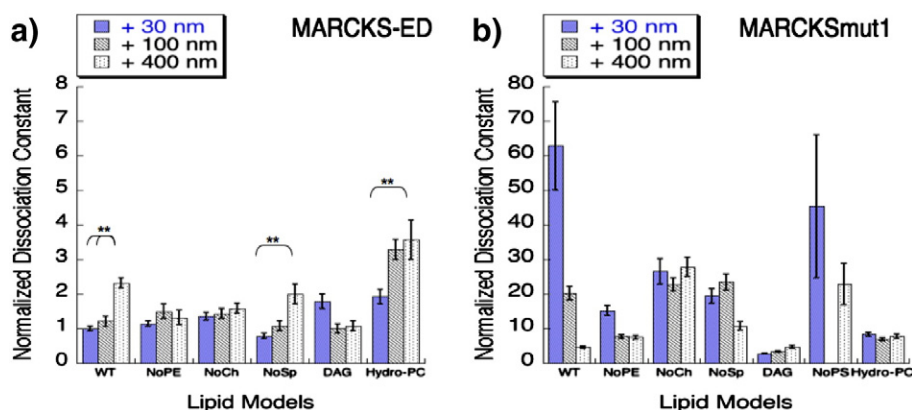 a)
+ 30 nm
+ 100 nm
+ 400 nm
MARCKS-ED
Normalized Dissociation Constant
8
7
6
5
4
3
2
1
0
**
**
**
WT NoPE NoCh NoSp DAG Hydro-PC
Lipid Models
b)
+ 30 nm
+ 100 nm
+ 400 nm
MARCKSmut1
Normalized Dissociation Constant
80
70
60
50
40
30
20
10
0
WT NoPE NoCh NoSp DAG NoPS Hydro-PC
Lipid Models